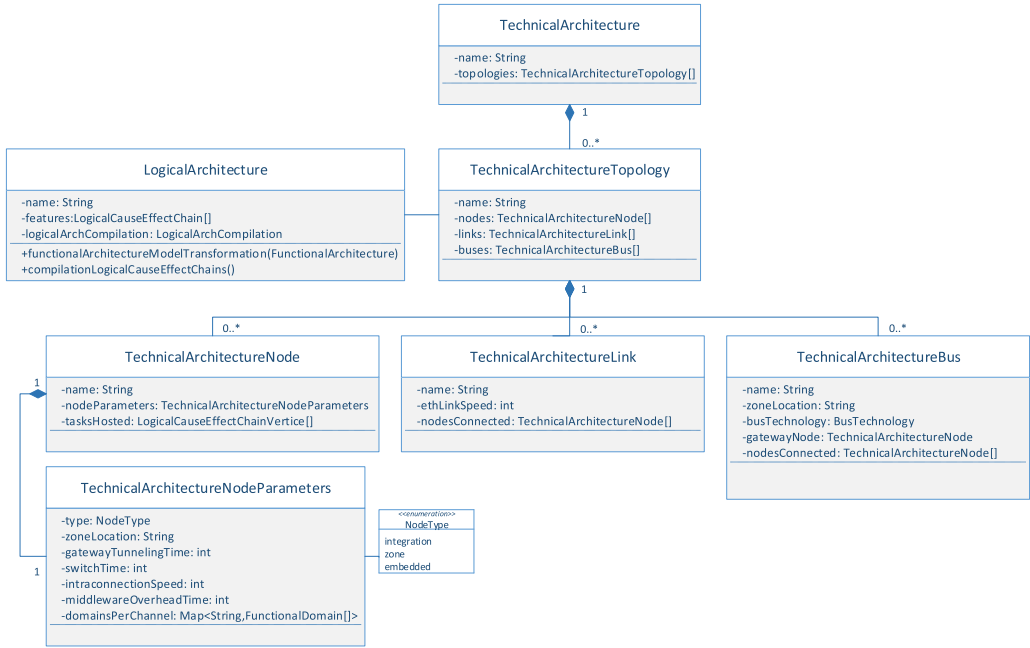 TechnicalArchitecture
-name: String
-topologies: TechnicalArchitectureTopology[]
1
0..*
LogicalArchitecture
-name: String
-features:LogicalCauseEffectChain[]
-logicalArchCompilation: LogicalArchCompilation
+functionalArchitectureModelTransformation(FunctionalArchitecture)
+compilationLogicalCauseEffectChains()
TechnicalArchitectureTopology
-name: String
-nodes: TechnicalArchitectureNode[]
-links: TechnicalArchitectureLink[]
-buses: TechnicalArchitectureBus[]
1
0..*
0..*
0..*
TechnicalArchitectureNode
-name: String
-nodeParameters: TechnicalArchitectureNodeParameters
-tasksHosted: LogicalCauseEffectChainVertice[]
1
TechnicalArchitectureLink
-name: String
-ethLinkSpeed: int
-nodesConnected: TechnicalArchitectureNode[]
TechnicalArchitectureBus
-name: String
-zoneLocation: String
-busTechnology: BusTechnology
-gatewayNode: TechnicalArchitectureNode
-nodesConnected: TechnicalArchitectureNode[]
TechnicalArchitectureNodeParameters
-type: NodeType
-zoneLocation: String
-gatewayTunnelingTime: int
-switchTime: int
-intraconnectionSpeed: int
-middlewareOverheadTime: int
-domainsPerChannel: Map<String,FunctionalDomain[]>
1
<<enumeration>>
NodeType
integration
zone
embedded